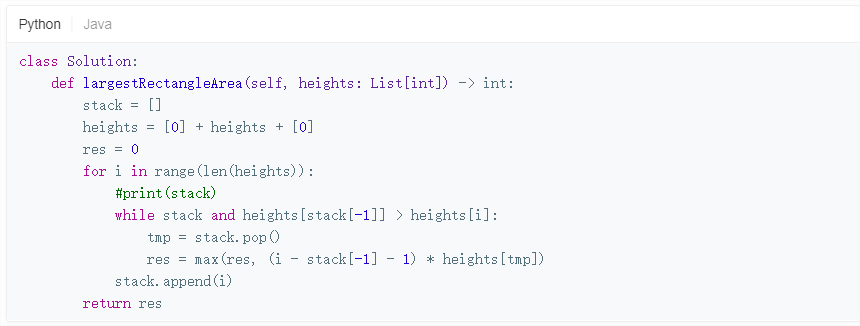 Python Java
class Solution:
    def largestRectangleArea(self, heights: List[int]) -> int:
        stack = []
        heights = [0] + heights + [0]
        res = 0
        for i in range(len(heights)):
            #print(stack)
            while stack and heights[stack[-1]] > heights[i]:
                tmp = stack.pop()
                res = max(res, (i - stack[-1] - 1) * heights[tmp])
            stack.append(i)
        return res